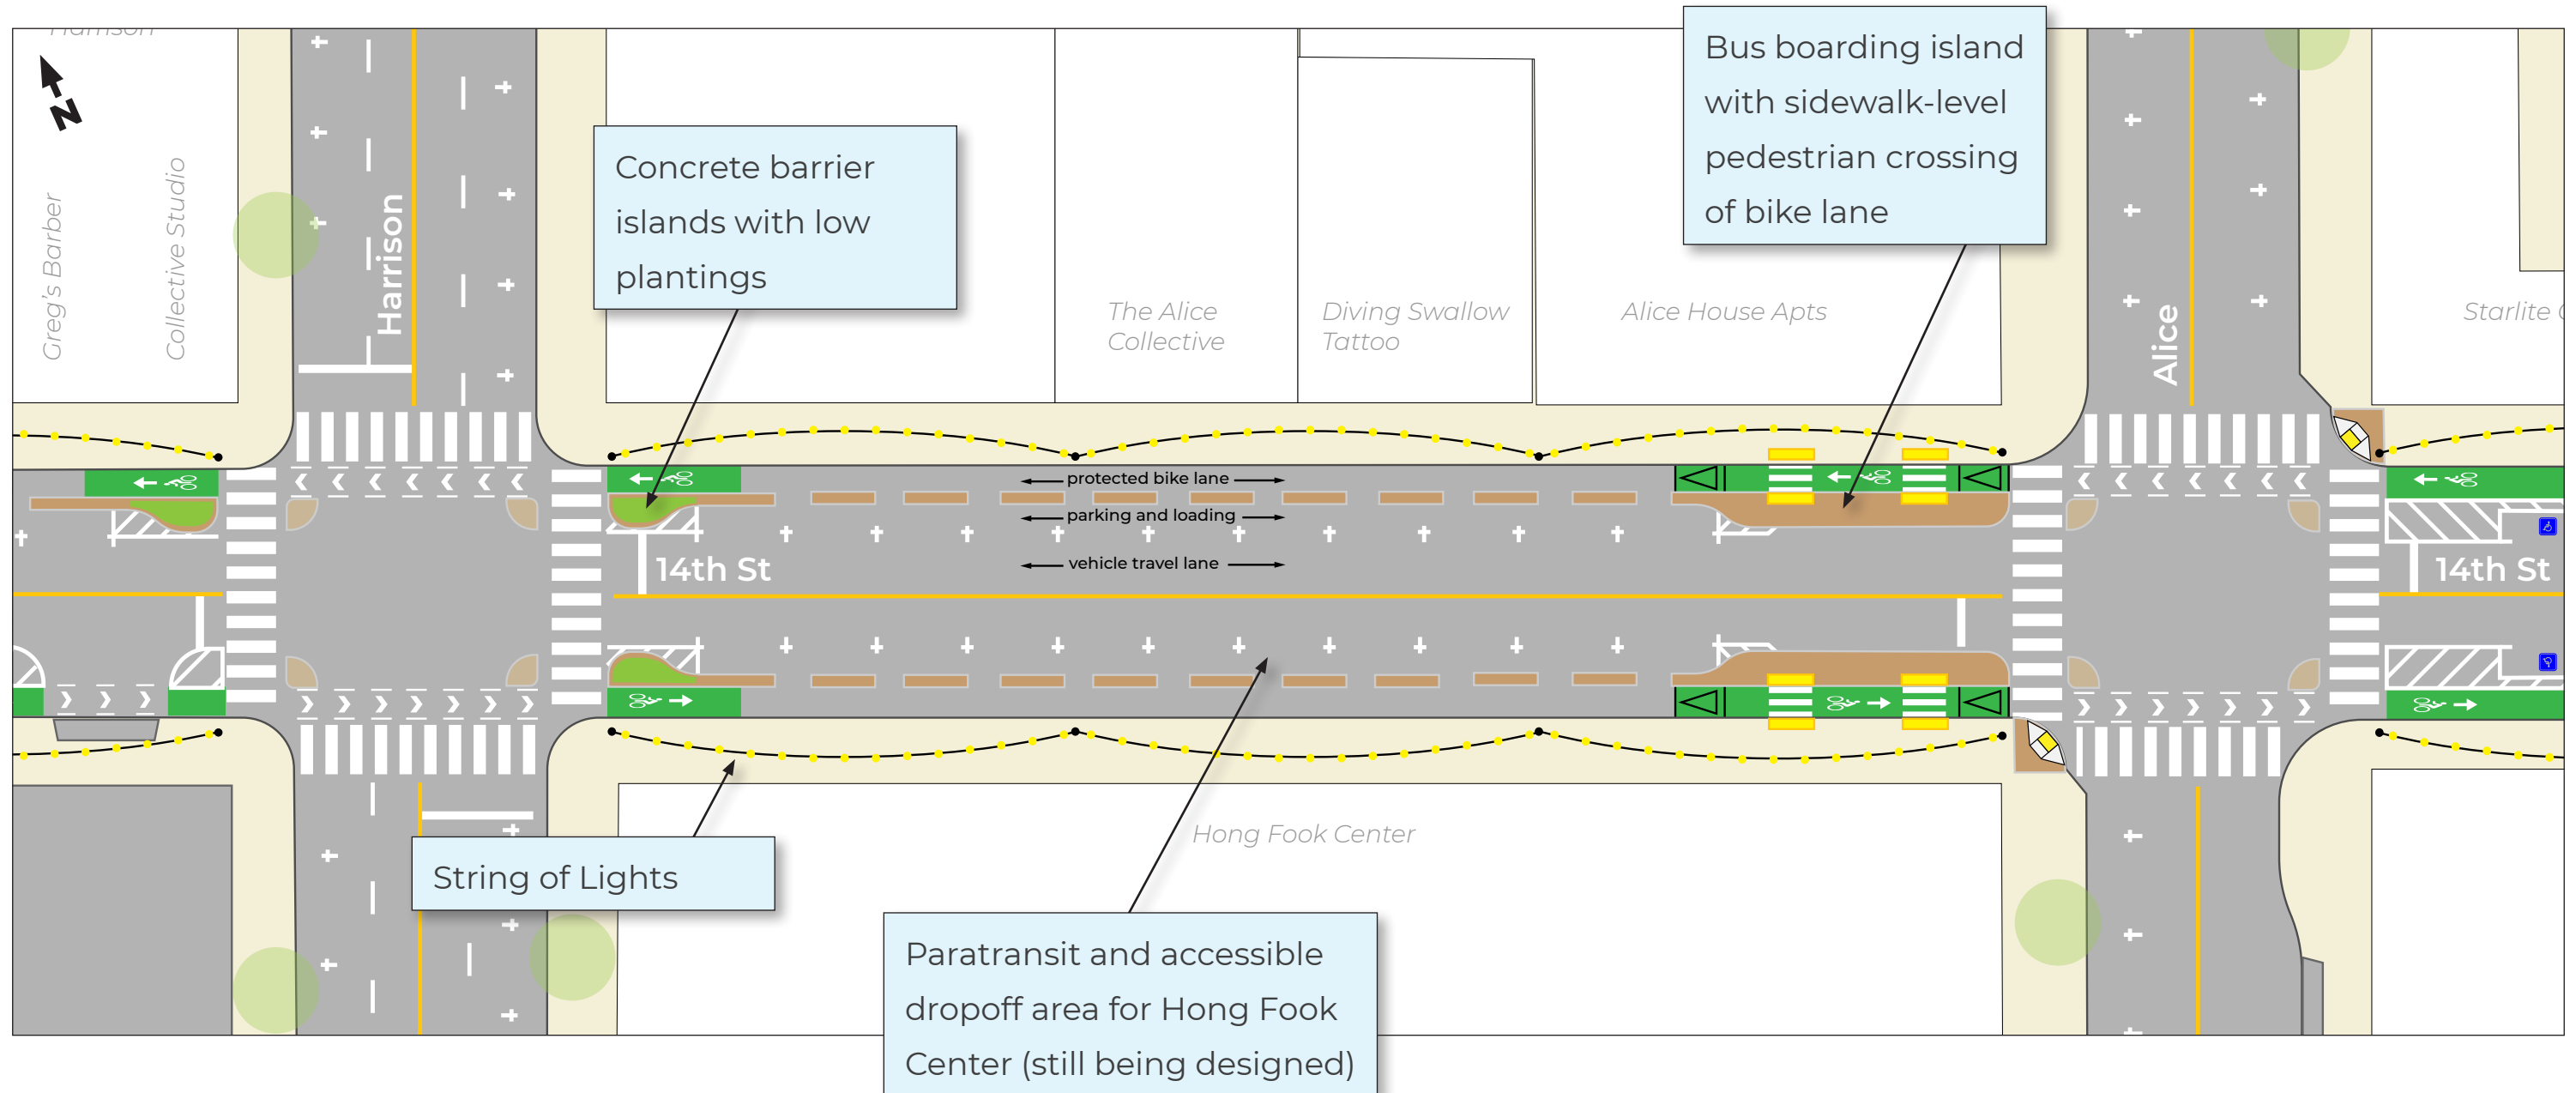 Harrison
N
Greg's Barber
Collective Studio
Harrison
Concrete barrier
islands with low
plantings
The Alice
Collective
Diving Swallow
Tattoo
Alice House Apts
Bus boarding island
with sidewalk-level
pedestrian crossing
of bike lane
Alice
Starlite
protected bike lane
parking and loading
vehicle travel lane
14th St
14th St
String of Lights
Hong Fook Center
Paratransit and accessible
dropoff area for Hong Fook
Center (still being designed)